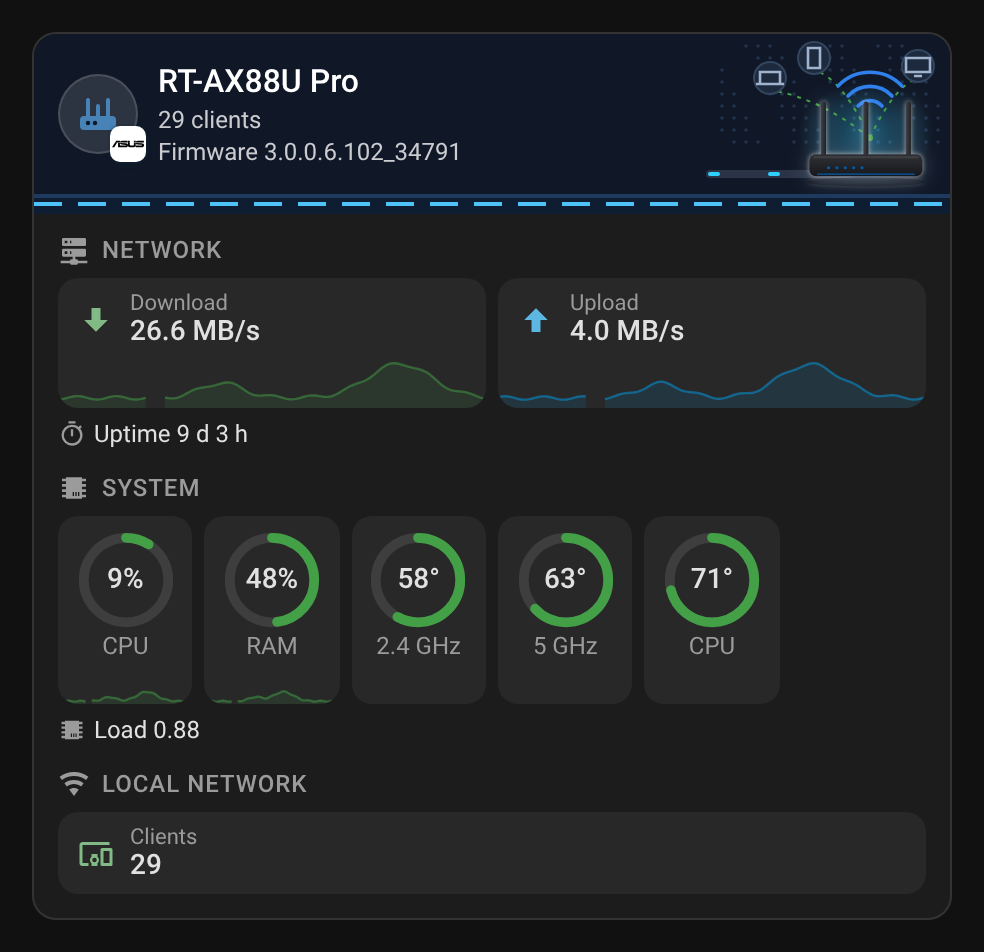 RT-AX88U Pro
29 clients
ASUS
Firmware 3.0.0.6.102_34791
NETWORK
Download
26.6 MB/s
Upload
4.0 MB/s
Uptime 9 d 3 h
SYSTEM
9%
CPU
48%
RAM
58°
2.4 GHz
63°
5 GHz
71°
CPU
Load 0.88
LOCAL NETWORK
Clients
29